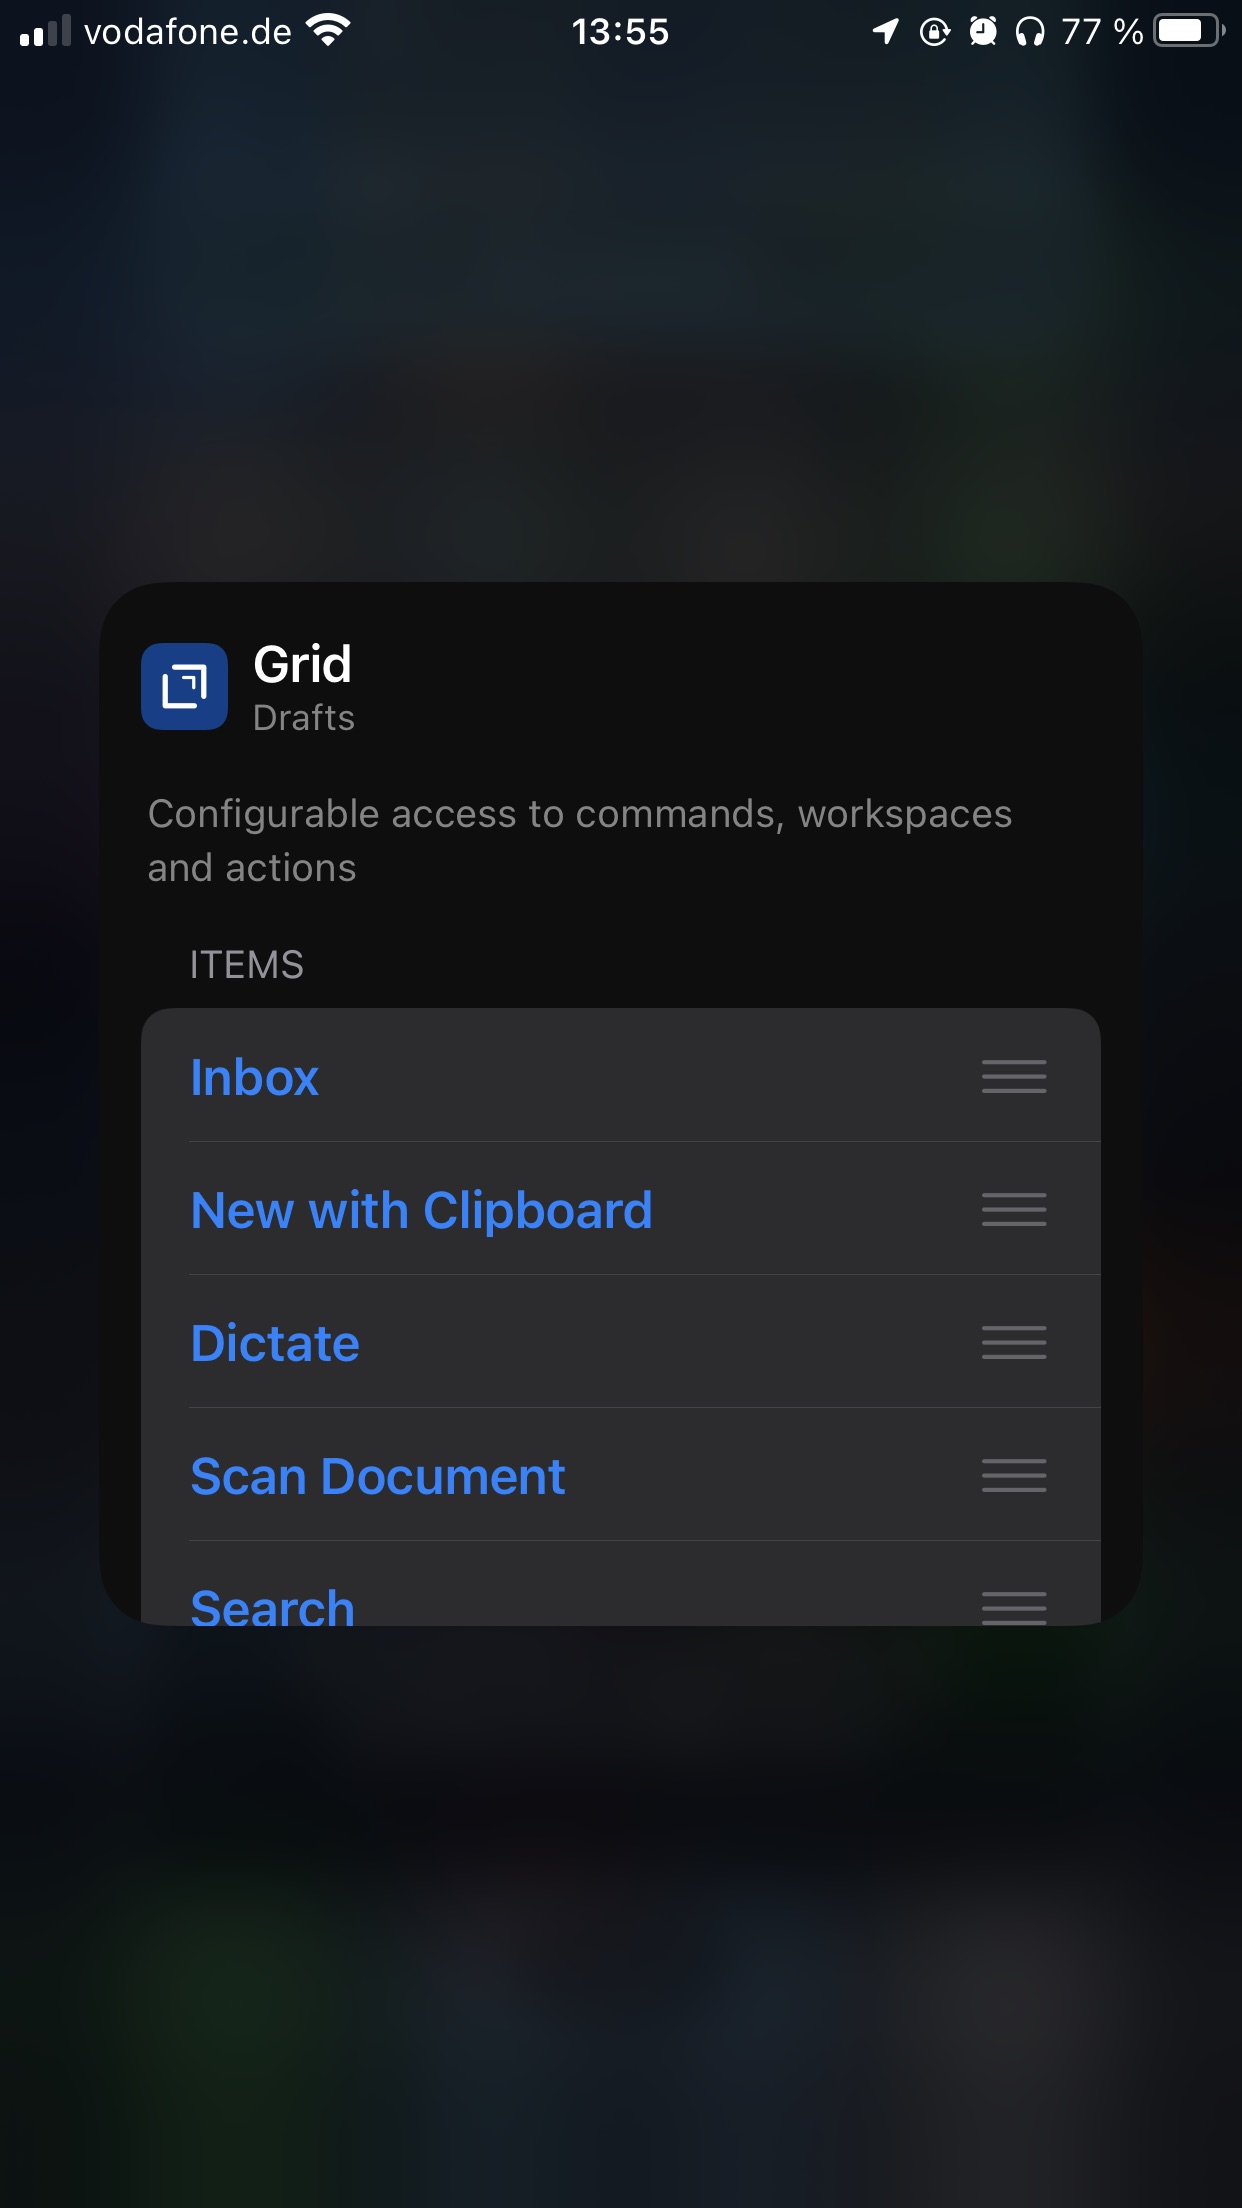 vodafone.de 13:55 77 %
Grid
Drafts
Configurable access to commands, workspaces
and actions
ITEMS
Inbox
New with Clipboard
Dictate
Scan Document
Search